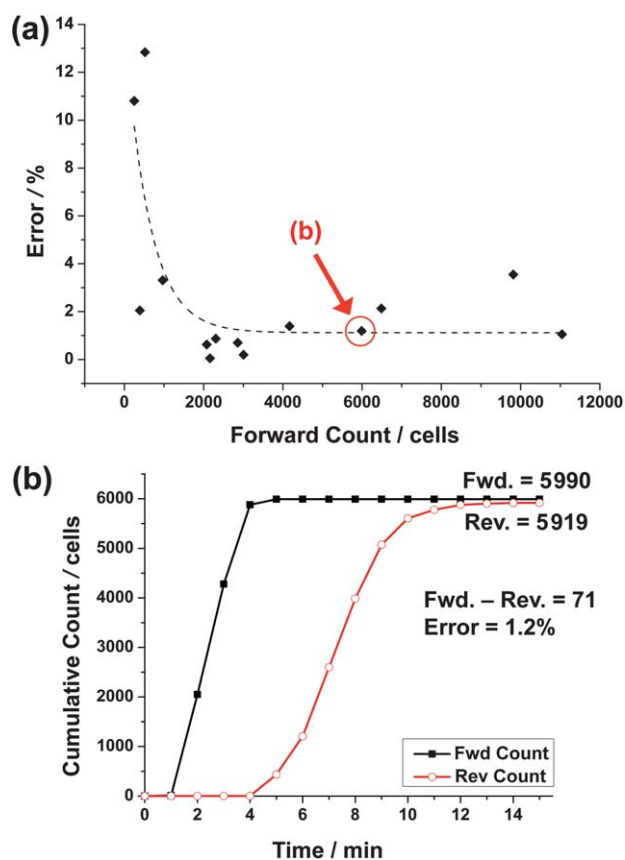 (a)
14
12
10
8
6
4
2
0
Error / %
(b)
0 2000 4000 6000 8000 10000 12000
Forward Count / cells
(b)
6000
5000
4000
3000
2000
1000
0
Cumulative Count / cells
Fwd. = 5990
Rev. = 5919
Fwd. – Rev. = 71
Error = 1.2%
Fwd Count
Rev Count
0 2 4 6 8 10 12 14
Time / min